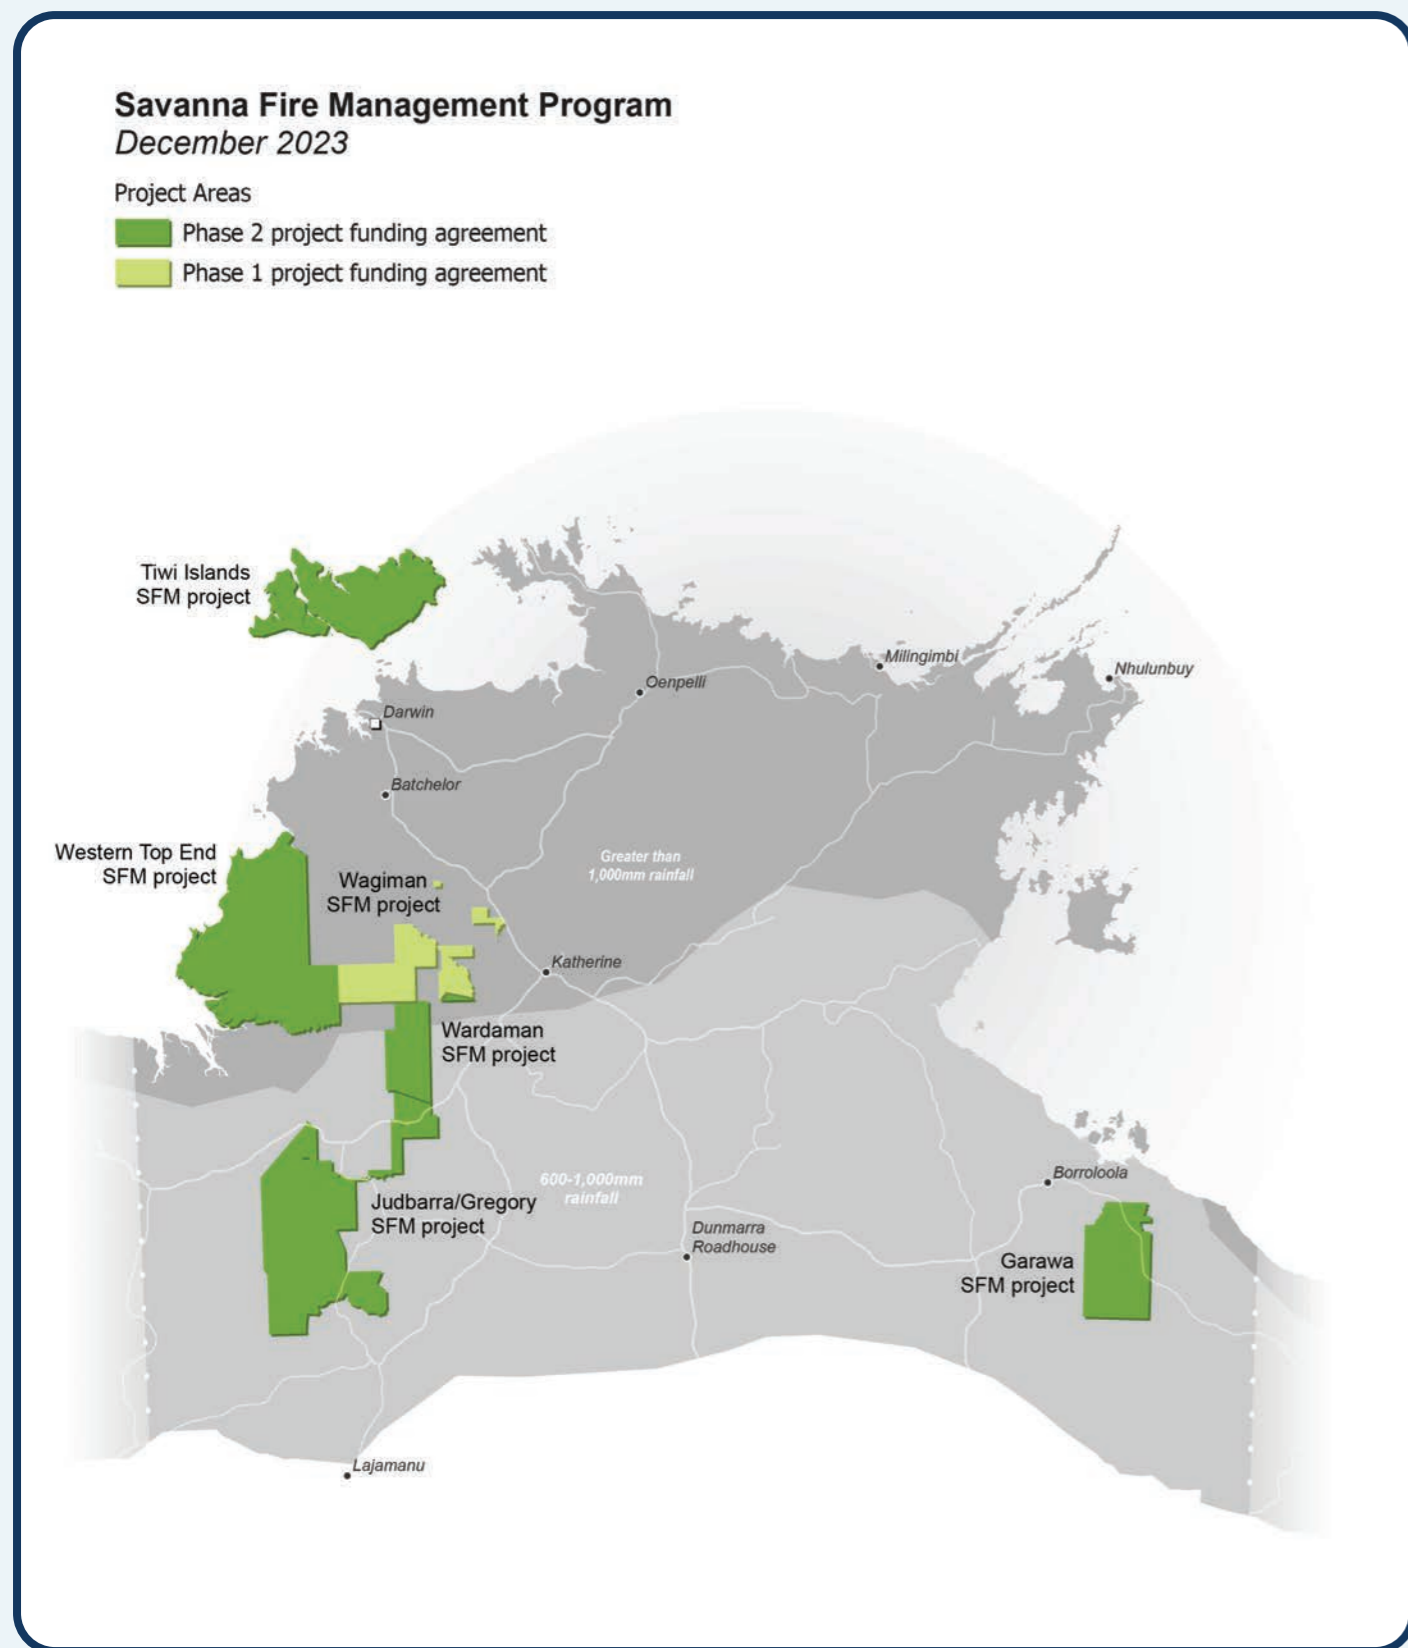 Savanna Fire Management Program
December 2023
Project Areas
Phase 2 project funding agreement
Phase 1 project funding agreement
Tiwi Islands
SFM project
Milingimbi
Nhulunbuy
Oenpelli
Darwin
Batchelor
Western Top End
SFM project
Greater than
1,000mm rainfall
Wagiman
SFM project
Katherine
Wardaman
SFM project
600-1,000mm
rainfall
Borroloola
Judbarra/Gregory
SFM project
Dunmarra
Roadhouse
Garawa
SFM project
Lajamanu